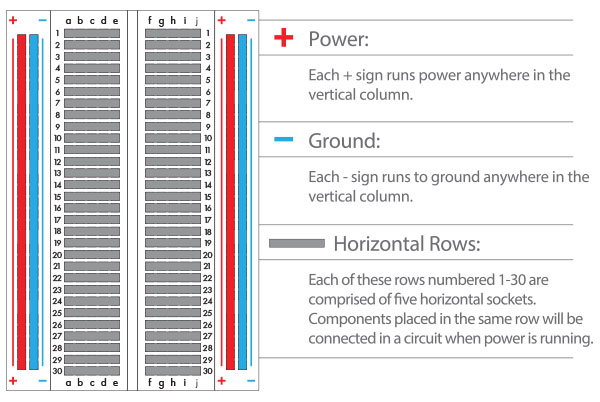 + − a b c d e f g h i j + −
1 1
2 2
3 3
4 4
5 5
6 6
7 7
8 8
9 9
10 10
11 11
12 12
13 13
14 14
15 15
16 16
17 17
18 18
19 19
20 20
21 21
22 22
23 23
24 24
25 25
26 26
27 27
28 28
29 29
30 30
+ − a b c d e f g h i j + −
+ Power:
Each + sign runs power anywhere in the
vertical column.
− Ground:
Each - sign runs to ground anywhere in the
vertical column.
Horizontal Rows:
Each of these rows numbered 1-30 are
comprised of five horizontal sockets.
Components placed in the same row will be
connected in a circuit when power is running.